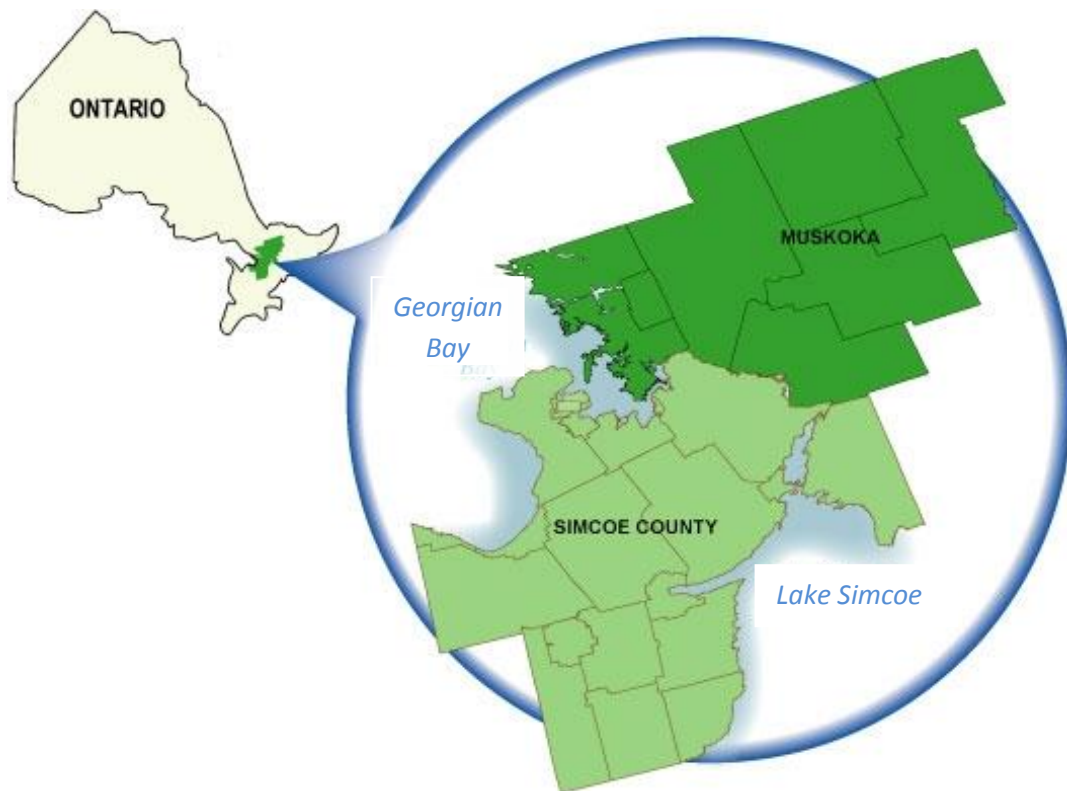 ONTARIO
MUSKOKA
Georgian
Bay
SIMCOE COUNTY
Lake Simcoe